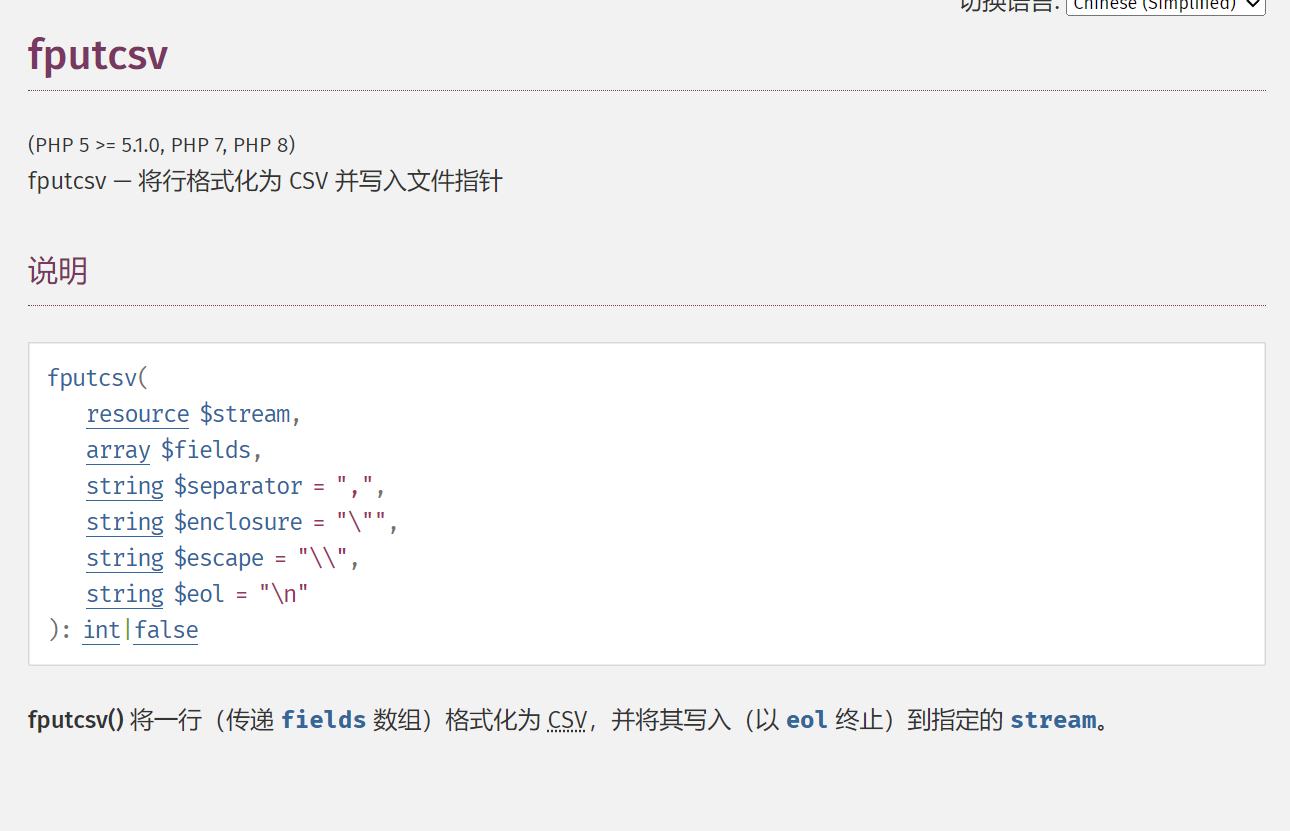 切换语言: Chinese (Simplified)
fputcsv
(PHP 5 >= 5.1.0, PHP 7, PHP 8)
fputcsv — 将行格式化为 CSV 并写入文件指针
说明
fputcsv(
resource $stream,
array $fields,
string $separator = ",",
string $enclosure = "\"",
string $escape = "\\",
string $eol = "\n"
): int|false
fputcsv() 将一行（传递 fields 数组）格式化为 CSV，并将其写入（以 eol 终止）到指定的 stream。